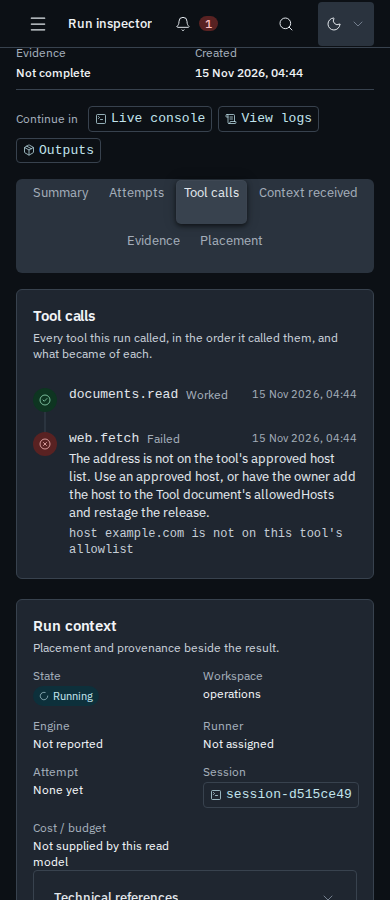 Run inspector
1
Evidence
Created
Not complete
15 Nov 2026, 04:44
Continue in
Live console
View logs
Outputs
Summary
Attempts
Tool calls
Context received
Evidence
Placement
Tool calls
Every tool this run called, in the order it called them, and
what became of each.
documents.read Worked 15 Nov 2026, 04:44
web.fetch Failed 15 Nov 2026, 04:44
The address is not on the tool's approved host
list. Use an approved host, or have the owner add
the host to the Tool document's allowedHosts
and restage the release.
host example.com is not on this tool's
allowlist
Run context
Placement and provenance beside the result.
State
Workspace
Running
operations
Engine
Runner
Not reported
Not assigned
Attempt
Session
None yet
session-d515ce49
Cost / budget
Not supplied by this read
model
Technical references